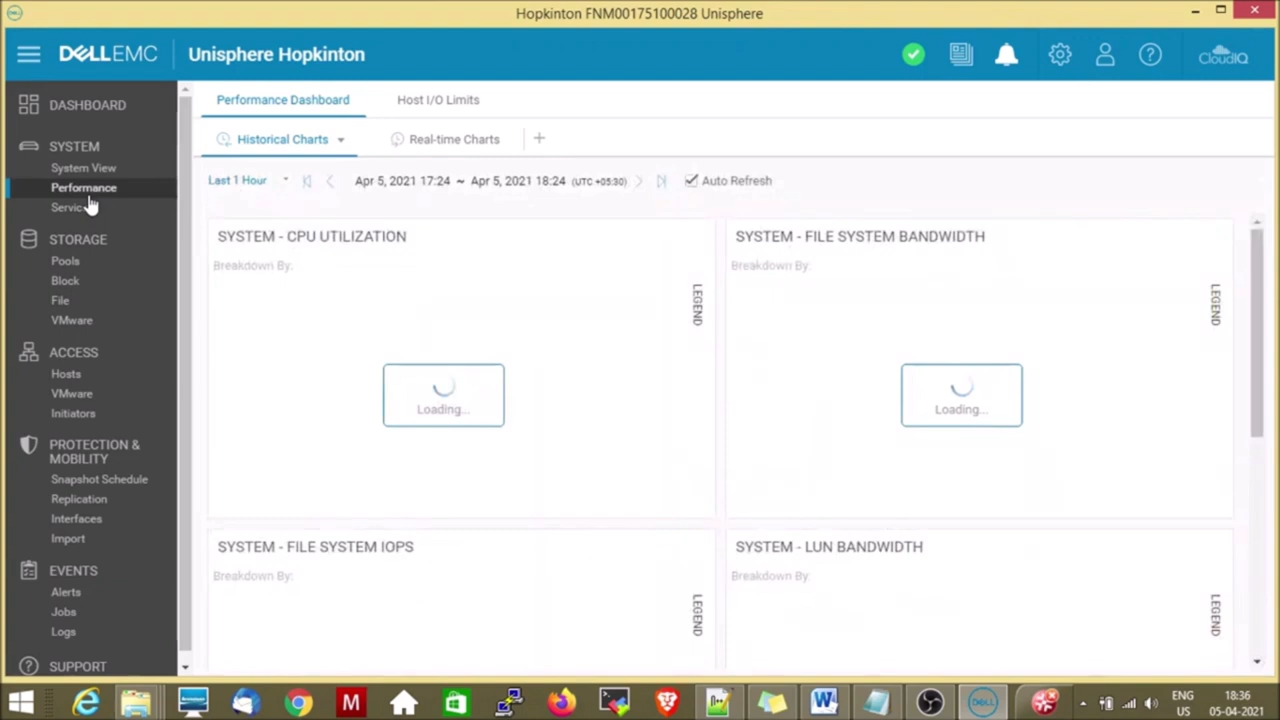 Hopkinton FNM00175100028 Unisphere
DELLEMC
Unisphere Hopkinton
CloudIQ
DASHBOARD
SYSTEM
System View
Performance
Servic
STORAGE
Pools
Block
File
VMware
ACCESS
Hosts
VMware
Initiators
PROTECTION &
MOBILITY
Snapshot Schedule
Replication
Interfaces
Import
EVENTS
Alerts
Jobs
Logs
SUPPORT
Performance Dashboard Host I/O Limits
Historical Charts Real-time Charts +
Last 1 Hour Apr 5, 2021 17:24 ~ Apr 5, 2021 18:24 (UTC +05:30) Auto Refresh
SYSTEM - CPU UTILIZATION
Breakdown By:
LEGEND
Loading...
SYSTEM - FILE SYSTEM BANDWIDTH
Breakdown By:
LEGEND
Loading...
SYSTEM - FILE SYSTEM IOPS
Breakdown By:
LEGEND
SYSTEM - LUN BANDWIDTH
Breakdown By:
LEGEND
M
W
DELL
ENG
US
18:36
05-04-2021